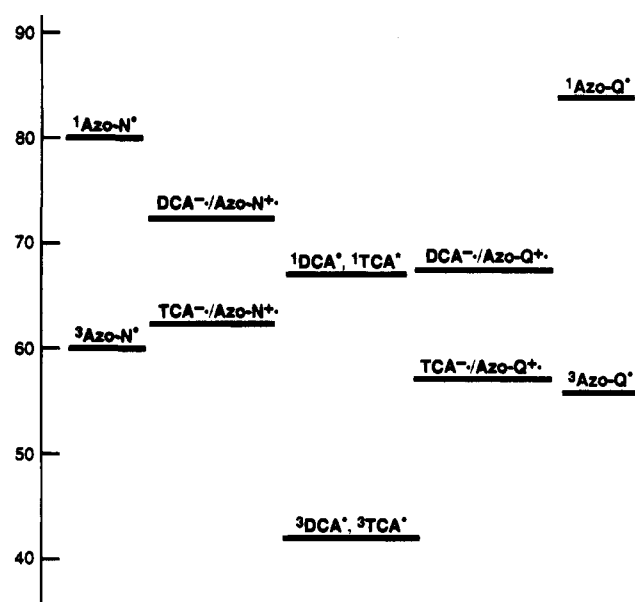 90
80
70
60
50
40
¹Azo-N*
DCA⁻·/Azo-N⁺·
¹DCA*, ¹TCA*
DCA⁻·/Azo-Q⁺·
¹Azo-Q*
TCA⁻·/Azo-N⁺·
³Azo-N*
TCA⁻·/Azo-Q⁺·
³Azo-Q*
³DCA*, ³TCA*